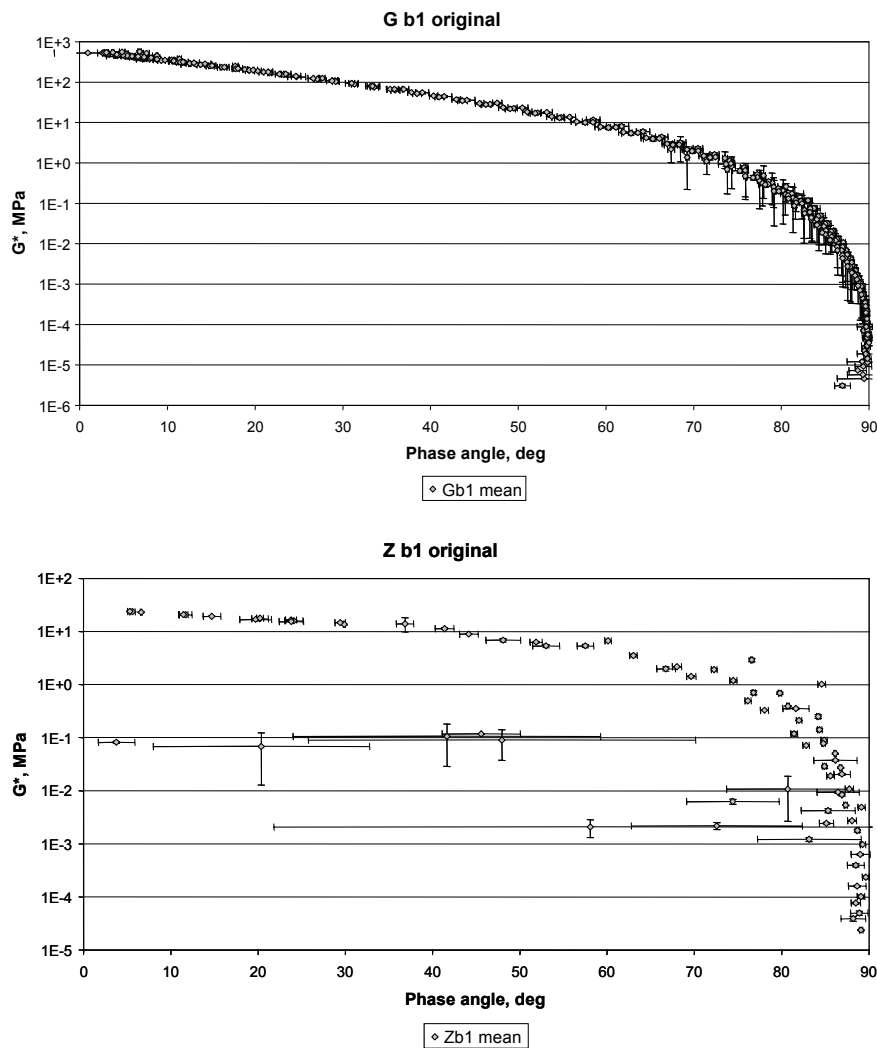 G b1 original
1E+3
1E+2
1E+1
1E+0
1E-1
1E-2
1E-3
1E-4
1E-5
1E-6
G*, MPa
0 10 20 30 40 50 60 70 80 90
Phase angle, deg
Gb1 mean
Z b1 original
1E+2
1E+1
1E+0
1E-1
1E-2
1E-3
1E-4
1E-5
G*, MPa
0 10 20 30 40 50 60 70 80 90
Phase angle, deg
Zb1 mean